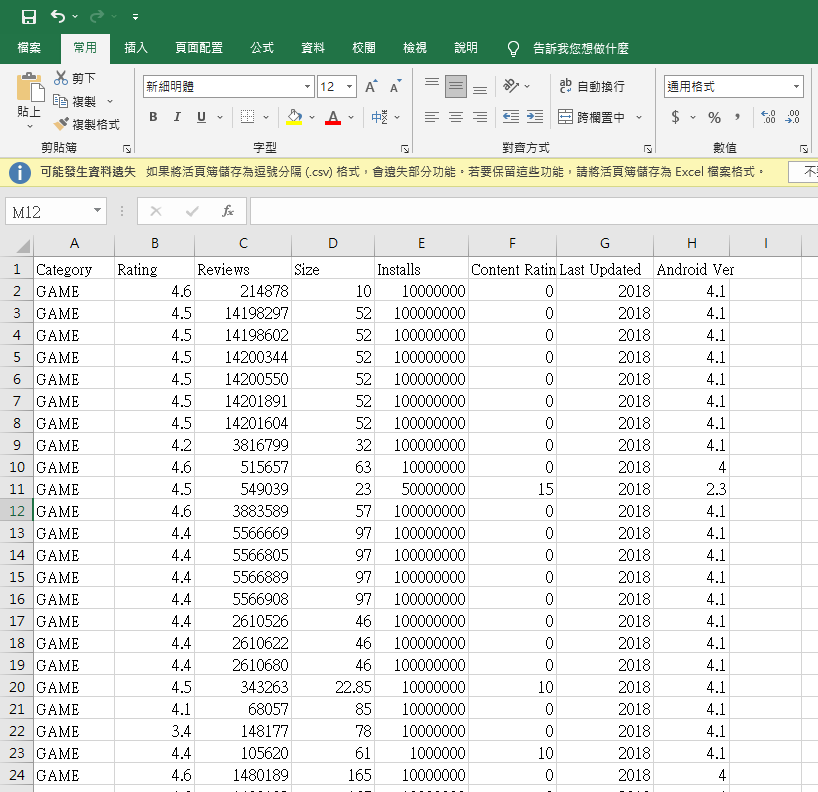 檔案 常用 插入 頁面配置 公式 資料 校閱 檢視 說明 告訴我您想做什麼
剪下
複製
貼上
複製格式
剪貼簿
新細明體 12 A A
B I U A 中
字型
ab 自動換行
跨欄置中
對齊方式
通用格式
$ % , .00
數值
可能發生資料遺失 如果將活頁簿儲存為逗號分隔 (.csv) 格式，會遺失部分功能。若要保留這些功能，請將活頁簿儲存為 Excel 檔案格式。
M12 fx
A B C D E F G H I
1 Category Rating Reviews Size Installs Content Ratin Last Updated Android Ver
2 GAME 4.6 214878 10 10000000 0 2018 4.1
3 GAME 4.5 14198297 52 100000000 0 2018 4.1
4 GAME 4.5 14198602 52 100000000 0 2018 4.1
5 GAME 4.5 14200344 52 100000000 0 2018 4.1
6 GAME 4.5 14200550 52 100000000 0 2018 4.1
7 GAME 4.5 14201891 52 100000000 0 2018 4.1
8 GAME 4.5 14201604 52 100000000 0 2018 4.1
9 GAME 4.2 3816799 32 100000000 0 2018 4.1
10 GAME 4.6 515657 63 10000000 0 2018 4
11 GAME 4.5 549039 23 50000000 15 2018 2.3
12 GAME 4.6 3883589 57 100000000 0 2018 4.1
13 GAME 4.4 5566669 97 100000000 0 2018 4.1
14 GAME 4.4 5566805 97 100000000 0 2018 4.1
15 GAME 4.4 5566889 97 100000000 0 2018 4.1
16 GAME 4.4 5566908 97 100000000 0 2018 4.1
17 GAME 4.4 2610526 46 100000000 0 2018 4.1
18 GAME 4.4 2610622 46 100000000 0 2018 4.1
19 GAME 4.4 2610680 46 100000000 0 2018 4.1
20 GAME 4.5 343263 22.85 10000000 10 2018 4.1
21 GAME 4.1 68057 85 10000000 0 2018 4.1
22 GAME 3.4 148177 78 10000000 0 2018 4.1
23 GAME 4.4 105620 61 1000000 10 2018 4.1
24 GAME 4.6 1480189 165 10000000 0 2018 4